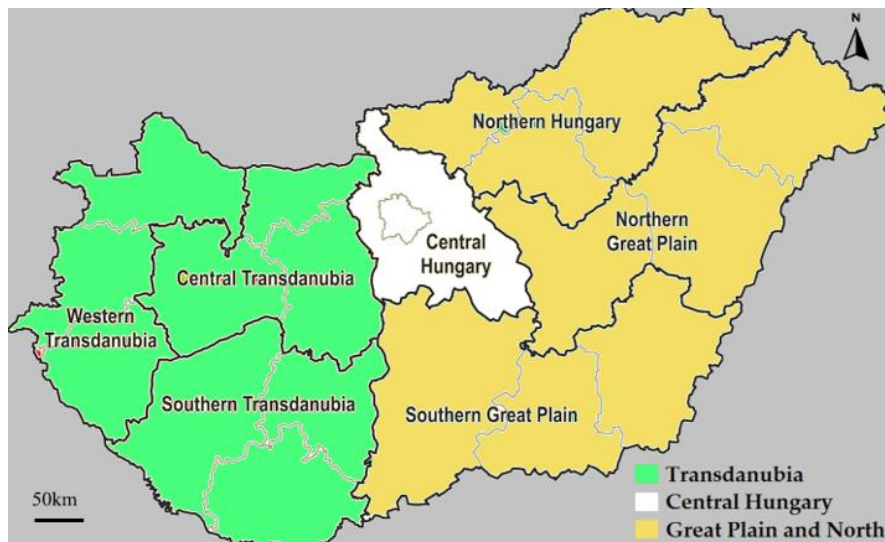 N
Northern Hungary
Northern
Great Plain
Central
Hungary
Central Transdanubia
Western
Transdanubia
Southern Transdanubia
Southern Great Plain
50km
Transdanubia
Central Hungary
Great Plain and North